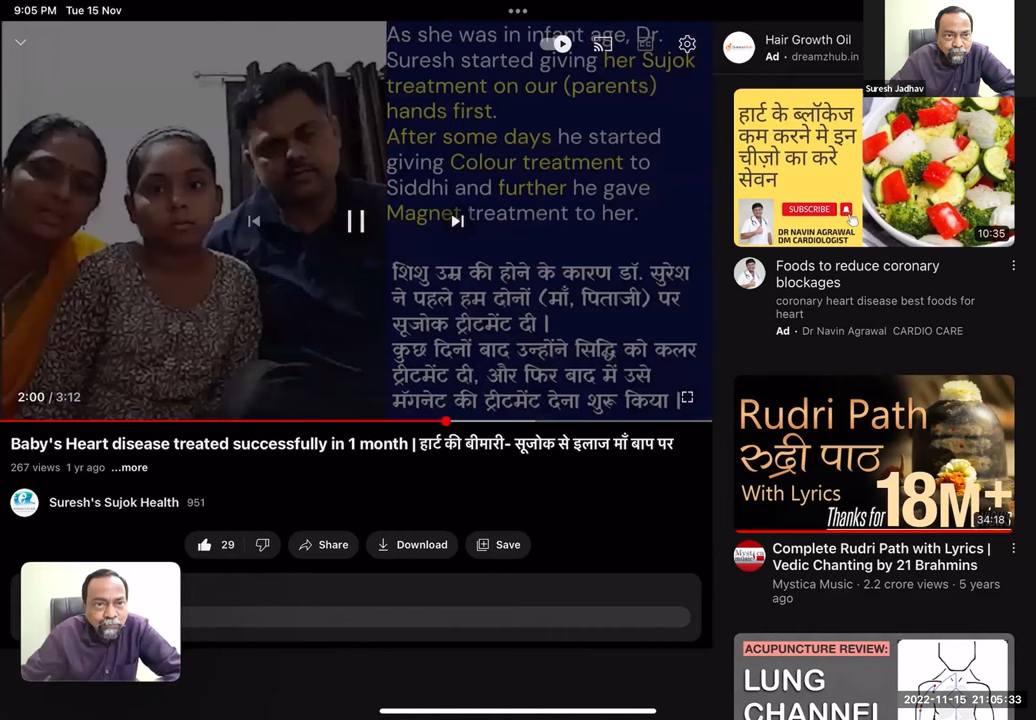 9:05 PM Tue 15 Nov
As she was in infant age, Dr.
Suresh started giving her Sujok
treatment on our (parents)
hands first.
After some days he started
giving Colour treatment to
Siddhi and further he gave
Magnet treatment to her.
शिशु उम्र की होने के कारण डॉ. सुरेश
ने पहले हम दोनों (माँ, पिताजी) पर
सूजोक ट्रीटमेंट दी |
कुछ दिनों बाद उन्होंने सिद्धि को कलर
ट्रीटमेंट दी, और फिर बाद में उसे
मॅगनेट की ट्रीटमेंट देना शुरू किया |
2:00 / 3:12
Baby's Heart disease treated successfully in 1 month | हार्ट की बीमारी- सूजोक से इलाज माँ बाप पर
267 views 1 yr ago ...more
Suresh's Sujok Health 951
29
Share
Download
Save
Hair Growth Oil
Ad · dreamzhub.in
Suresh Jadhav
हार्ट के ब्लॉकेज
कम करने मे इन
चीज़ो का करे
सेवन
SUBSCRIBE
DR NAVIN AGRAWAL
DM CARDIOLOGIST
10:35
Foods to reduce coronary
blockages
coronary heart disease best foods for
heart
Ad · Dr Navin Agrawal CARDIO CARE
Rudri Path
रुद्री पाठ
With Lyrics
Thanks for 18M+
34:18
Complete Rudri Path with Lyrics |
Vedic Chanting by 21 Brahmins
Mystica Music · 2.2 crore views · 5 years
ago
ACUPUNCTURE REVIEW:
LUNG
CHANNEL
2022-11-15 21:05:33